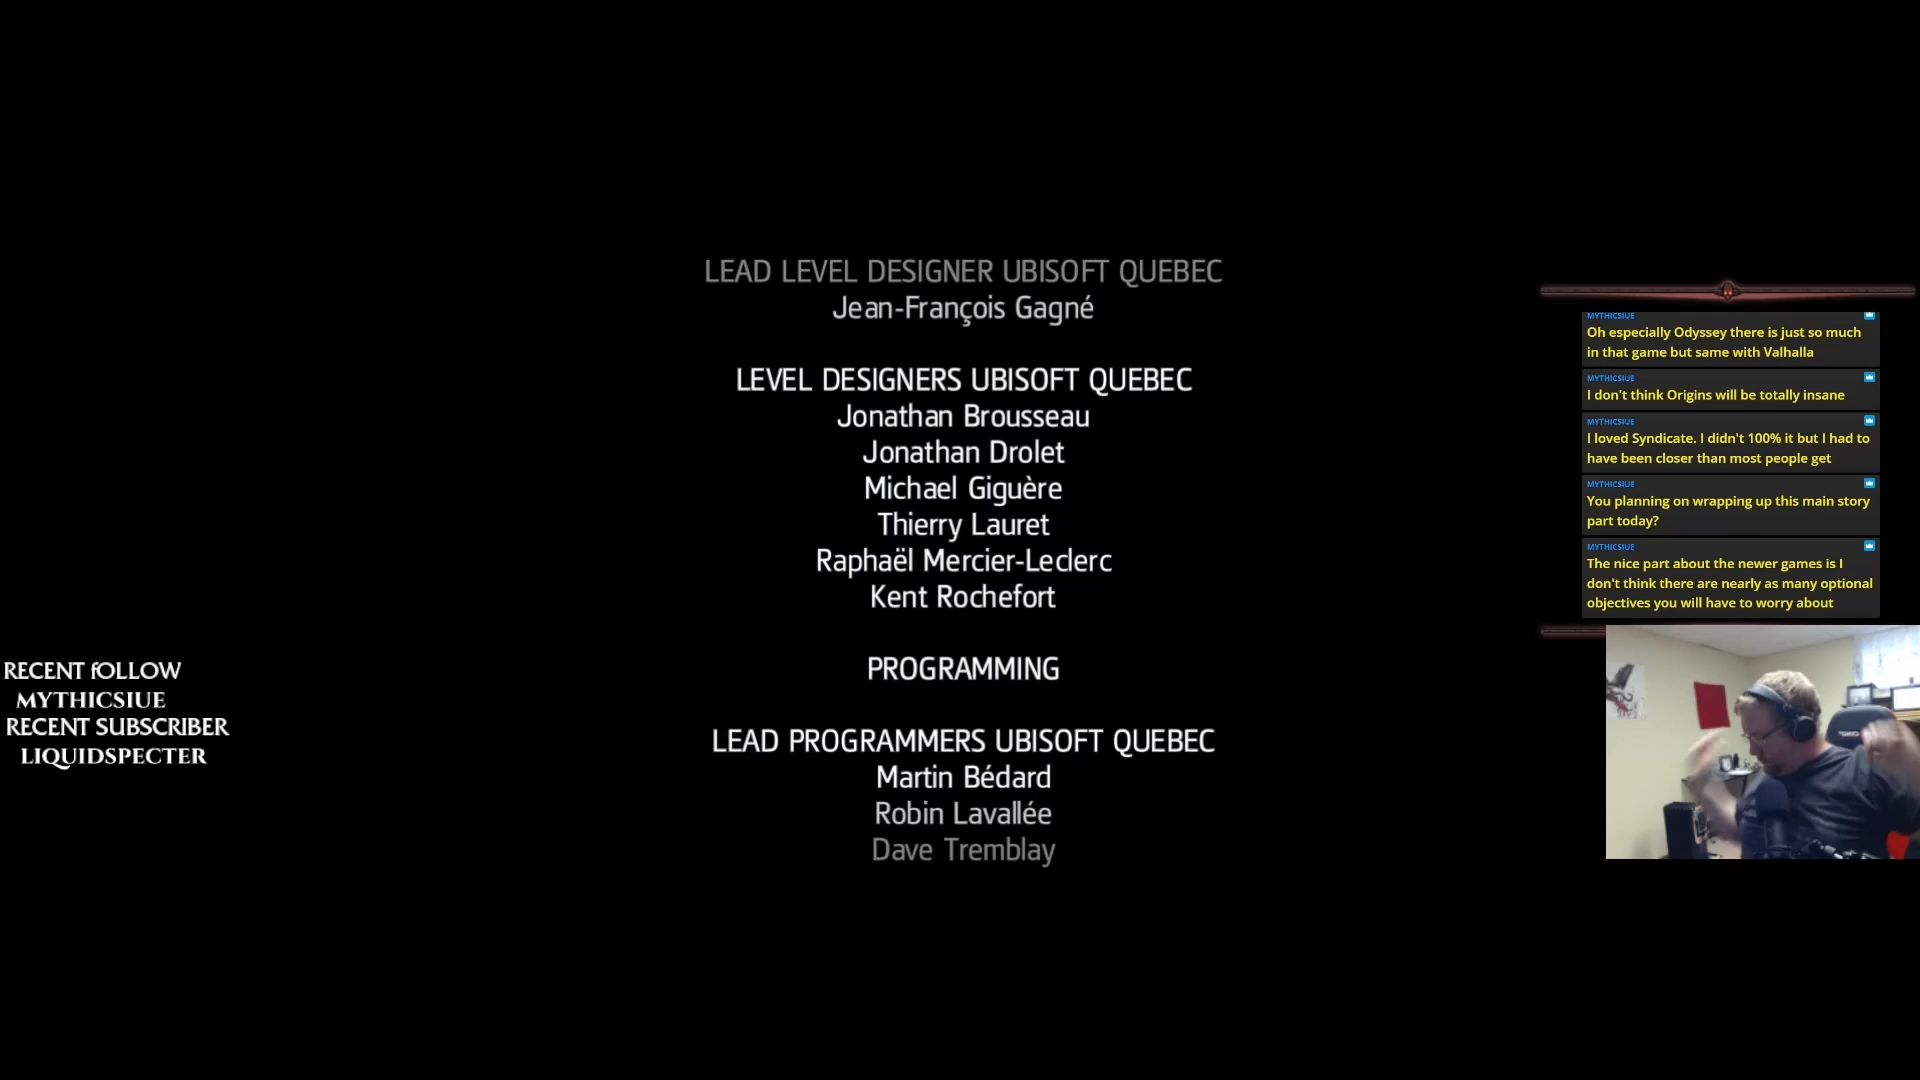 LEAD LEVEL DESIGNER UBISOFT QUEBEC
Jean-François Gagné
LEVEL DESIGNERS UBISOFT QUEBEC
Jonathan Brousseau
Jonathan Drolet
Michael Giguère
Thierry Lauret
Raphaël Mercier-Leclerc
Kent Rochefort
PROGRAMMING
LEAD PROGRAMMERS UBISOFT QUEBEC
Martin Bédard
Robin Lavallée
Dave Tremblay
MYTHICSIUE
Oh especially Odyssey there is just so much
in that game but same with Valhalla
MYTHICSIUE
I don't think Origins will be totally insane
MYTHICSIUE
I loved Syndicate. I didn't 100% it but I had to
have been closer than most people get
MYTHICSIUE
You planning on wrapping up this main story
part today?
MYTHICSIUE
The nice part about the newer games is I
don't think there are nearly as many optional
objectives you will have to worry about
RECENT fOLLOW
MYTHICSIUE
RECENT SUBSCRIBER
LIQUIDSPECTER